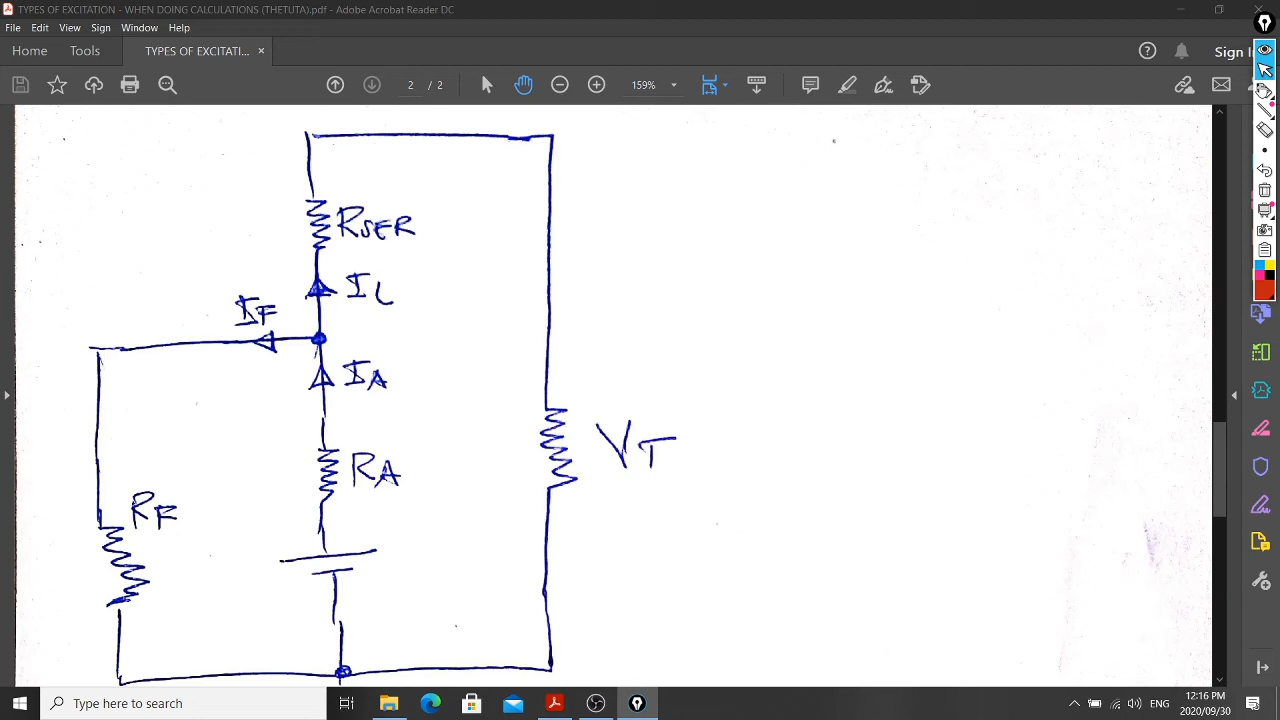 TYPES OF EXCITATION - WHEN DOING CALCULATIONS (THETUTA).pdf - Adobe Acrobat Reader DC
File Edit View Sign Window Help
Home Tools TYPES OF EXCITATI... × Sign In
2 / 2 159%
RSER
IL
IF
IA
RA
VT
RF
Type here to search
ENG
12:16 PM
2020/09/30